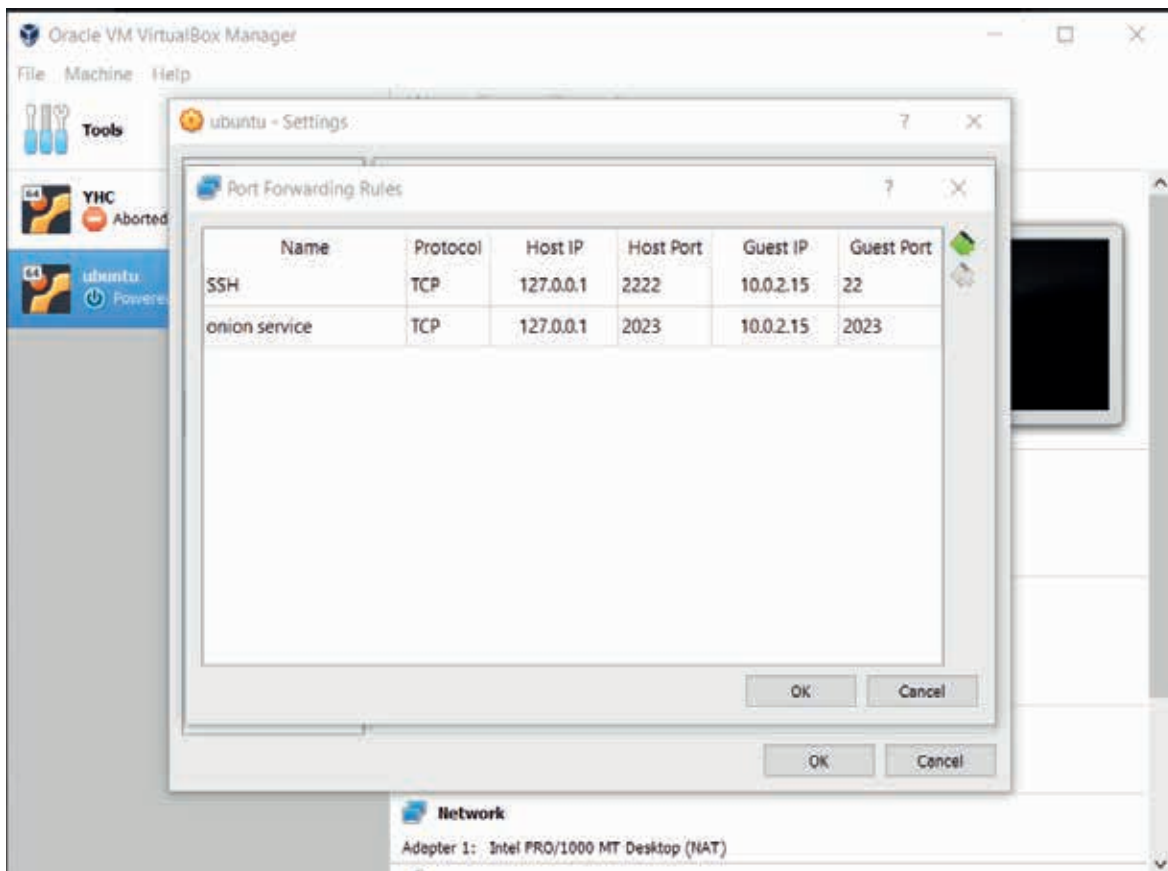 Oracle VM VirtualBox Manager
File Machine Help
Tools
ubuntu - Settings
?
Port Forwarding Rules
?
64
YHC
Aborted
64
ubuntu
Powere
Name Protocol Host IP Host Port Guest IP Guest Port
SSH TCP 127.0.0.1 2222 10.0.2.15 22
onion service TCP 127.0.0.1 2023 10.0.2.15 2023
OK Cancel
OK Cancel
Network
Adapter 1: Intel PRO/1000 MT Desktop (NAT)